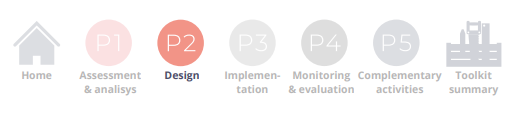 P1 P2 P3 P4 P5
Home Assessment Design Implemen- Monitoring Complementary Toolkit
& analisys tation & evaluation activities summary